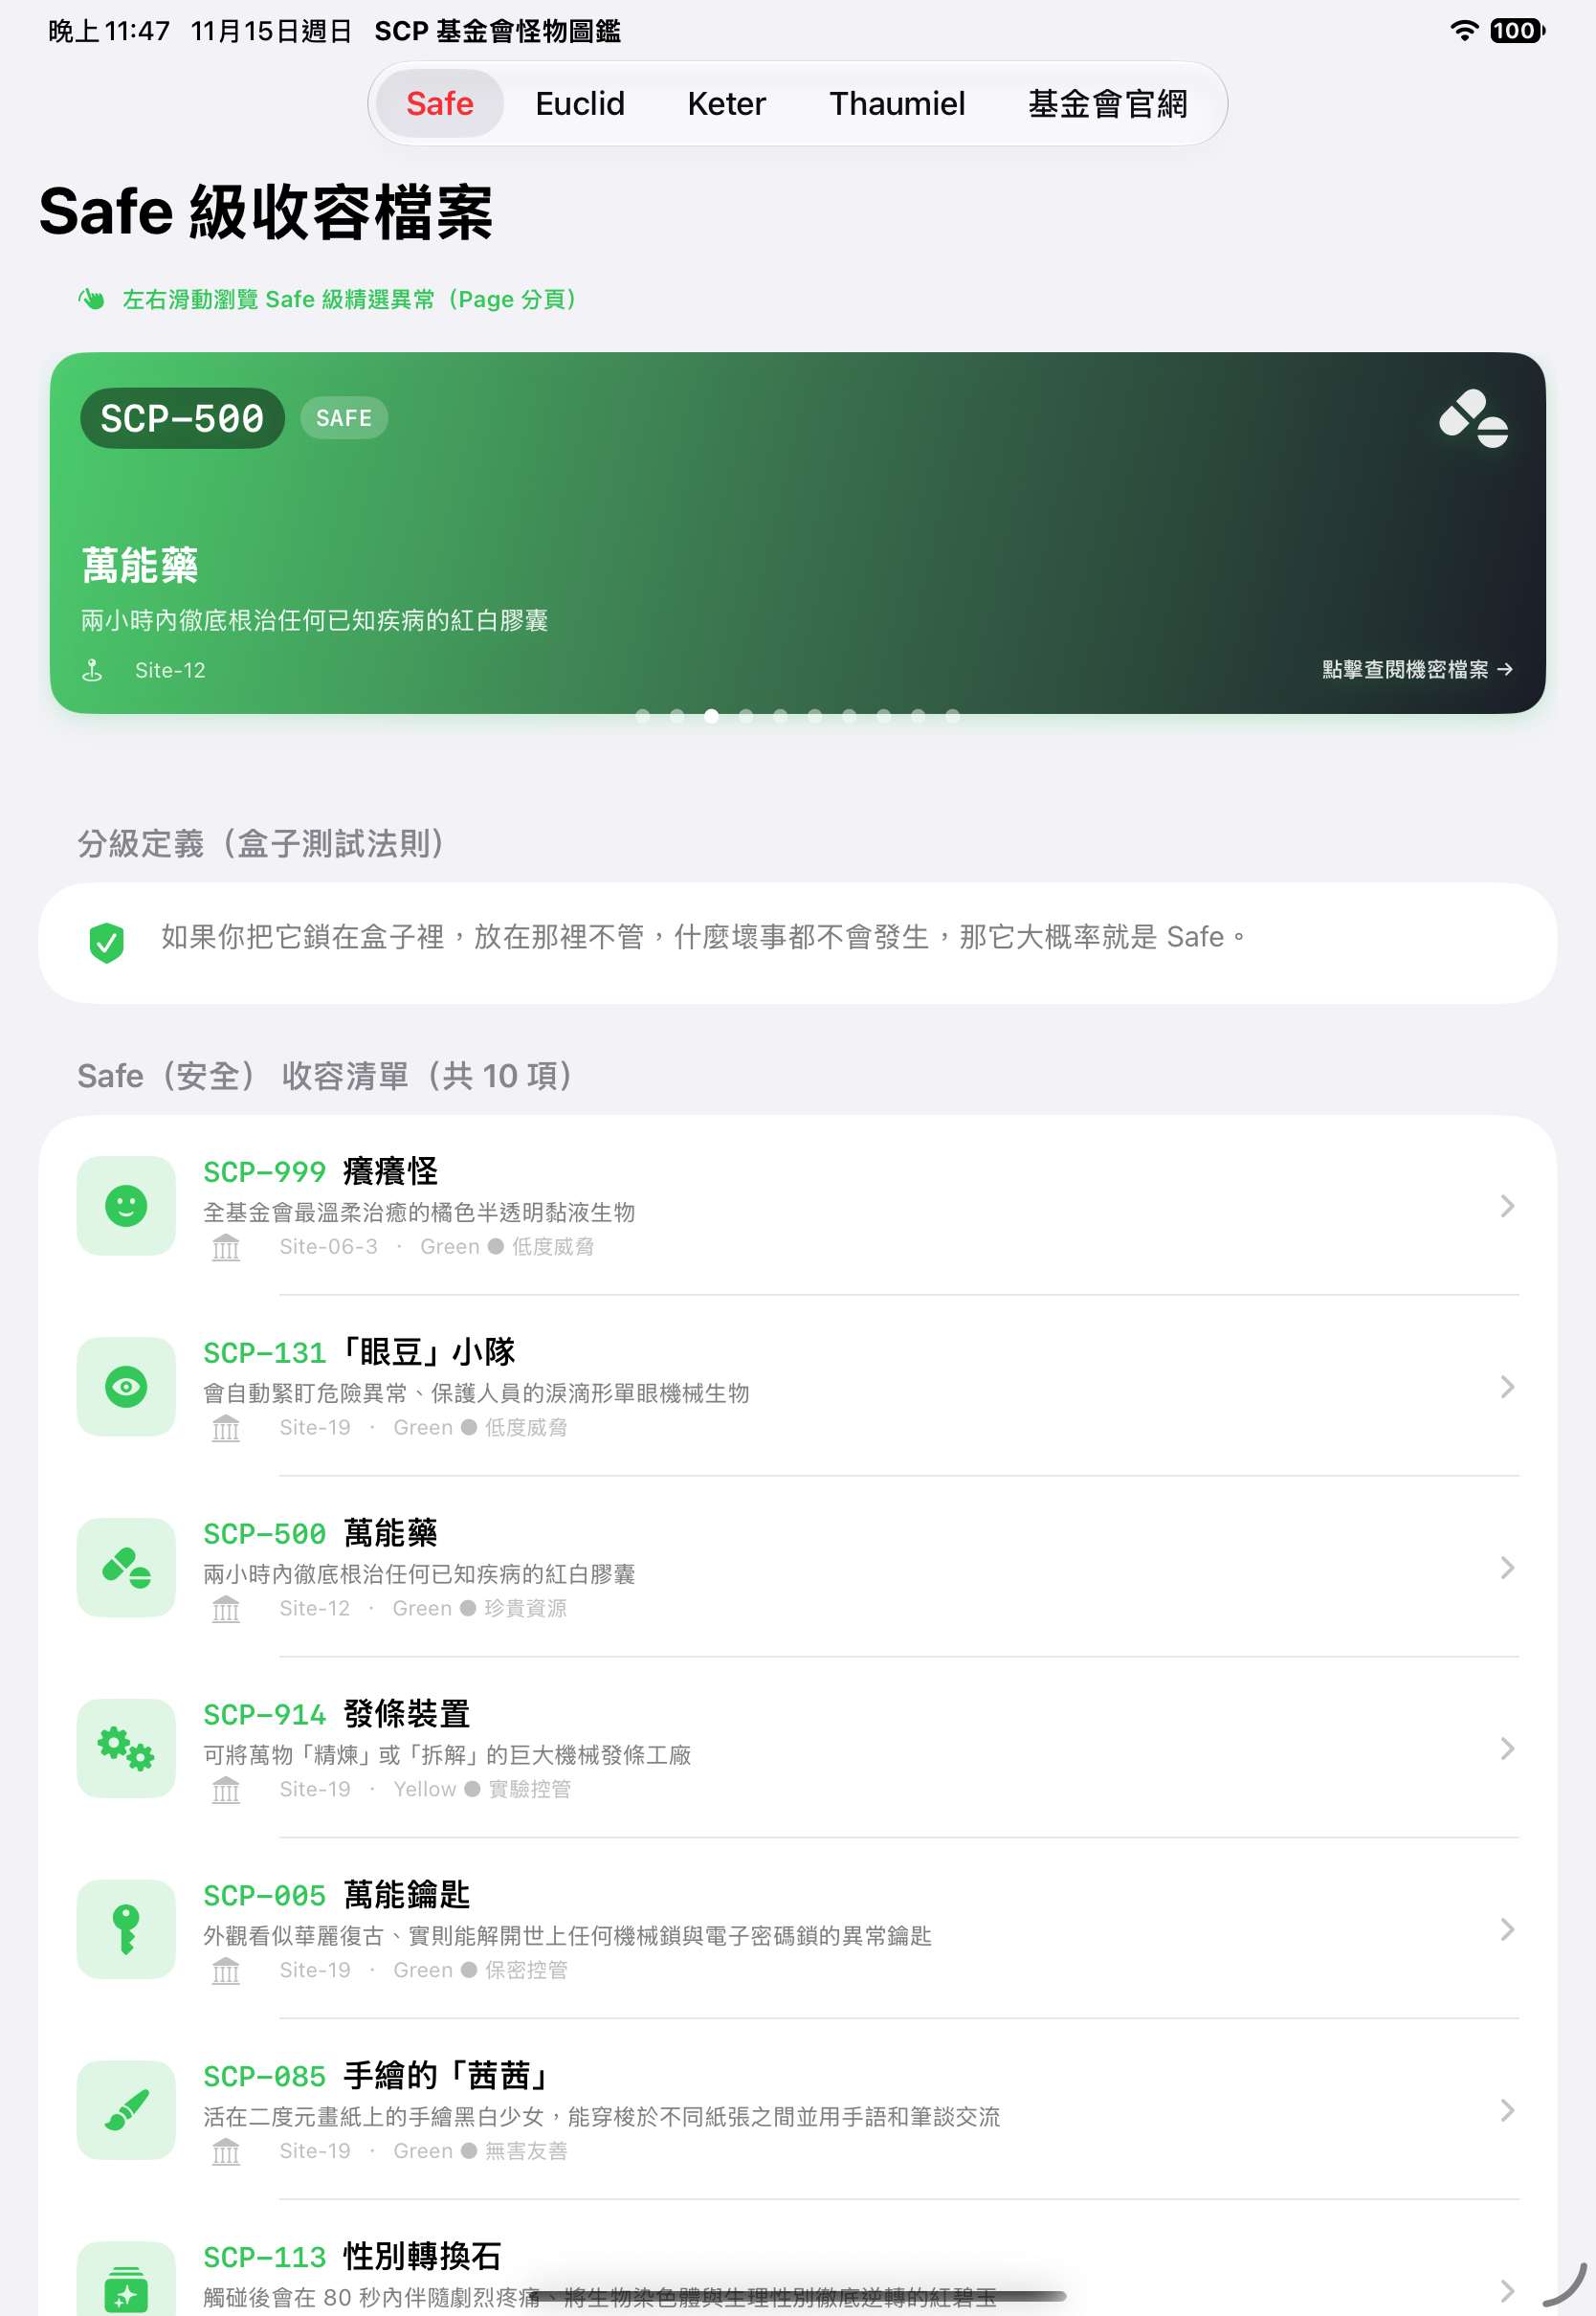 晚上11:47 11月15日週日 SCP 基金會怪物圖鑑 100
Safe Euclid Keter Thaumiel 基金會官網
Safe 級收容檔案
左右滑動瀏覽 Safe 級精選異常（Page 分頁）
SCP-500 SAFE
萬能藥
兩小時內徹底根治任何已知疾病的紅白膠囊
Site-12 點擊查閱機密檔案 →
分級定義（盒子測試法則）
如果你把它鎖在盒子裡，放在那裡不管，什麼壞事都不會發生，那它大概率就是 Safe。
Safe（安全） 收容清單（共 10 項）
SCP-999 癢癢怪
全基金會最溫柔治癒的橘色半透明黏液生物
Site-06-3 · Green ● 低度威脅
SCP-131「眼豆」小隊
會自動緊盯危險異常、保護人員的淚滴形單眼機械生物
Site-19 · Green ● 低度威脅
SCP-500 萬能藥
兩小時內徹底根治任何已知疾病的紅白膠囊
Site-12 · Green ● 珍貴資源
SCP-914 發條裝置
可將萬物「精煉」或「拆解」的巨大機械發條工廠
Site-19 · Yellow ● 實驗控管
SCP-005 萬能鑰匙
外觀看似華麗復古、實則能解開世上任何機械鎖與電子密碼鎖的異常鑰匙
Site-19 · Green ● 保密控管
SCP-085 手繪的「茜茜」
活在二度元畫紙上的手繪黑白少女，能穿梭於不同紙張之間並用手語和筆談交流
Site-19 · Green ● 無害友善
SCP-113 性別轉換石
觸碰後會在 80 秒內伴隨劇烈疼痛、將生物染色體與生理性別徹底逆轉的紅碧玉